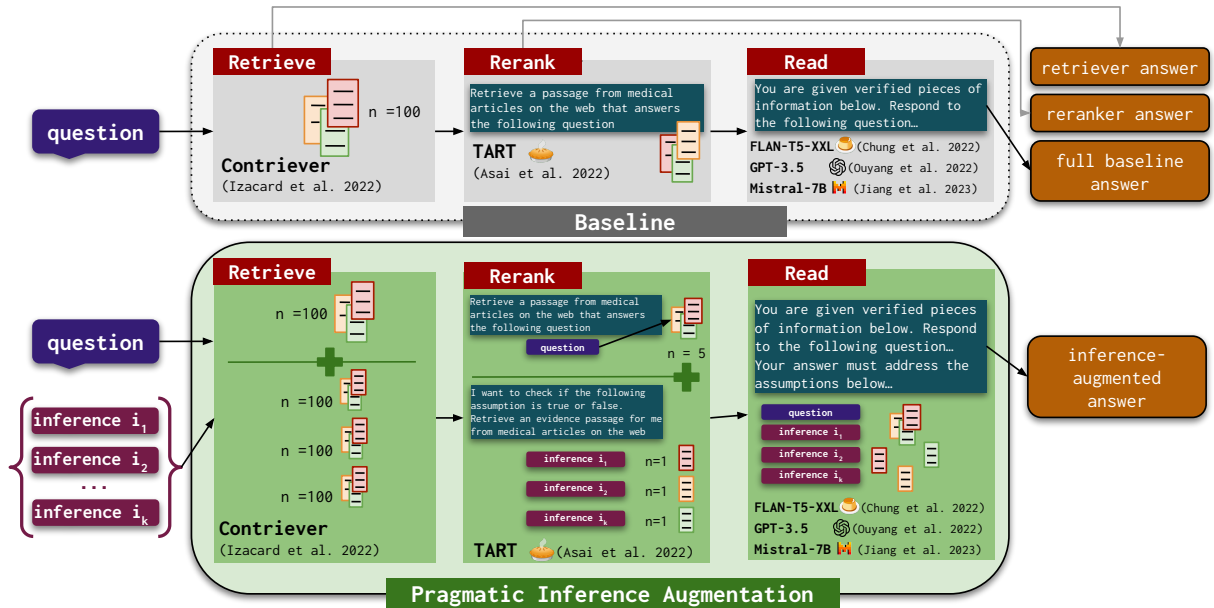 Retrieve
Rerank
Read
retriever answer
reranker answer
full baseline
answer
question
n =100
Contriever
(Izacard et al. 2022)
Retrieve a passage from medical
articles on the web that answers
the following question
TART
(Asai et al. 2022)
You are given verified pieces of
information below. Respond to
the following question…
FLAN-T5-XXL (Chung et al. 2022)
GPT-3.5 (Ouyang et al. 2022)
Mistral-7B (Jiang et al. 2023)
Baseline
Retrieve
Rerank
Read
question
inference i1
inference i2
...
inference ik
n =100
n =100
n =100
n =100
Contriever
(Izacard et al. 2022)
Retrieve a passage from medical
articles on the web that answers
the following question
question
n = 5
I want to check if the following
assumption is true or false.
Retrieve an evidence passage for me
from medical articles on the web
inference i1 n=1
inference i2 n=1
inference ik n=1
TART (Asai et al. 2022)
You are given verified pieces
of information below. Respond
to the following question…
Your answer must address the
assumptions below…
question
inference i1
inference i2
inference ik
FLAN-T5-XXL (Chung et al. 2022)
GPT-3.5 (Ouyang et al. 2022)
Mistral-7B (Jiang et al. 2023)
inference-
augmented
answer
Pragmatic Inference Augmentation